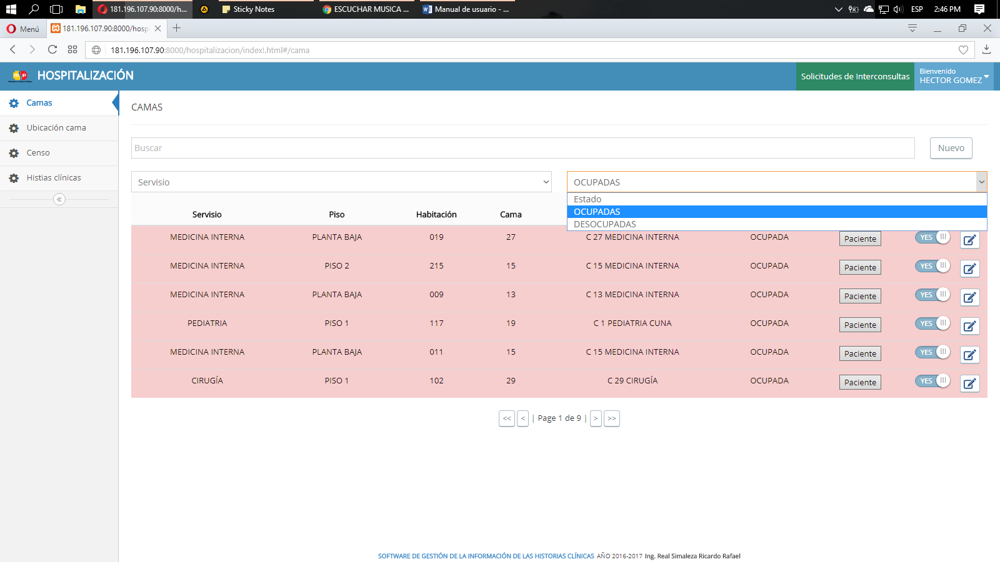 181.196.107.90:8000/h...
Sticky Notes
ESCUCHAR MUSICA ...
Manual de usuario - ...
ESP
2:46 PM
Menú
181.196.107.90:8000/hosp
181.196.107.90:8000/hospitalizacion/index!.html#/cama
HOSPITALIZACIÓN
Solicitudes de Interconsultas
Bienvenido
HECTOR GOMEZ
Camas
Ubicación cama
Censo
Histias clínicas
CAMAS
Buscar
Nuevo
Servisio
OCUPADAS
Estado
OCUPADAS
DESOCUPADAS
Servisio Piso Habitación Cama
MEDICINA INTERNA PLANTA BAJA 019 27 C 27 MEDICINA INTERNA OCUPADA Paciente YES
MEDICINA INTERNA PISO 2 215 15 C 15 MEDICINA INTERNA OCUPADA Paciente YES
MEDICINA INTERNA PLANTA BAJA 009 13 C 13 MEDICINA INTERNA OCUPADA Paciente YES
PEDIATRIA PISO 1 117 19 C 1 PEDIATRIA CUNA OCUPADA Paciente YES
MEDICINA INTERNA PLANTA BAJA 011 15 C 15 MEDICINA INTERNA OCUPADA Paciente YES
CIRUGÍA PISO 1 102 29 C 29 CIRUGÍA OCUPADA Paciente YES
<< < | Page 1 de 9 | > >>
SOFTWARE DE GESTIÓN DE LA INFORMACIÓN DE LAS HISTORIAS CLÍNICAS AÑO 2016-2017 Ing. Real Simaleza Ricardo Rafael